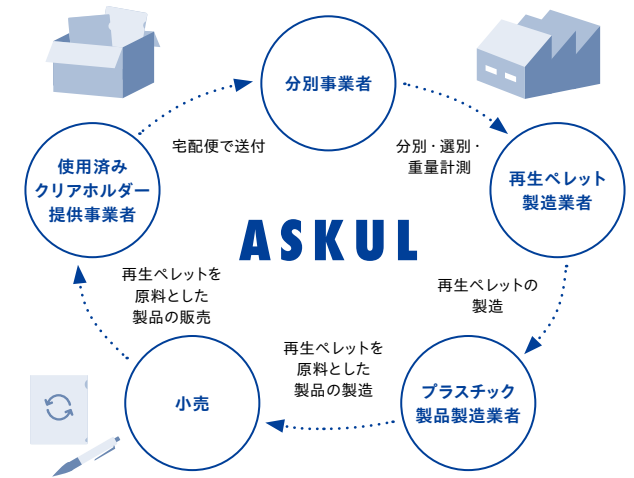 分別事業者
宅配便で送付
分別・選別・
重量計測
使用済み
クリアホルダー
提供事業者
再生ペレット
製造業者
ASKUL
再生ペレットを
原料とした
製品の販売
再生ペレットの
製造
再生ペレットを
原料とした
製品の製造
小売
プラスチック
製品製造業者